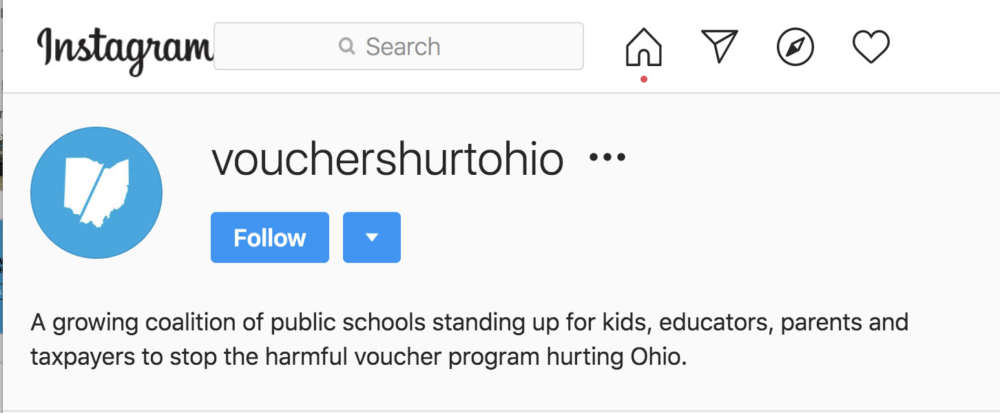 Instagram
Search
vouchershurtohio
Follow
A growing coalition of public schools standing up for kids, educators, parents and
taxpayers to stop the harmful voucher program hurting Ohio.